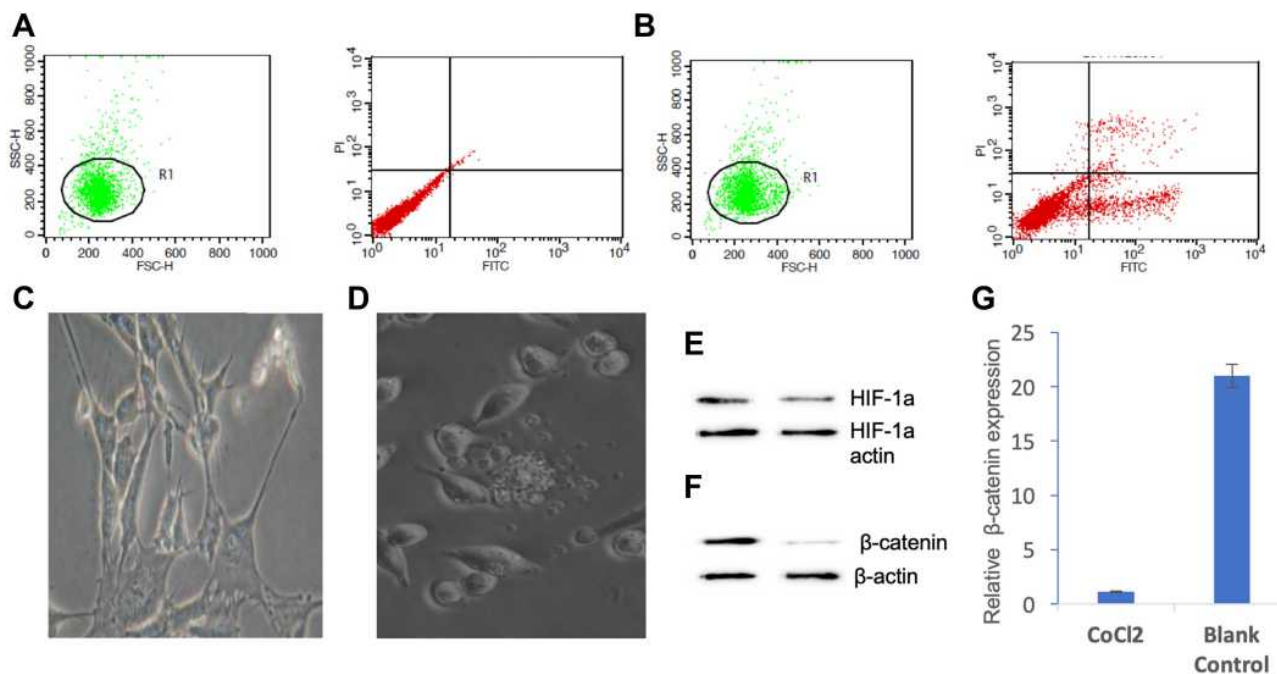 A
SSC-H
1000
800
600
400
200
0
R1
0 200 400 600 800 1000
FSC-H
PI
10^4
10^3
10^2
10^1
10^0
10^0 10^1 10^2 10^3 10^4
FITC
B
SSC-H
1000
800
600
400
200
0
R1
0 200 400 600 800 1000
FSC-H
PI
10^4
10^3
10^2
10^1
10^0
10^0 10^1 10^2 10^3 10^4
FITC
C
D
E
HIF-1a
HIF-1a
actin
F
β-catenin
β-actin
G
Relative β-catenin expression
25
20
15
10
5
0
CoCl2
Blank
Control